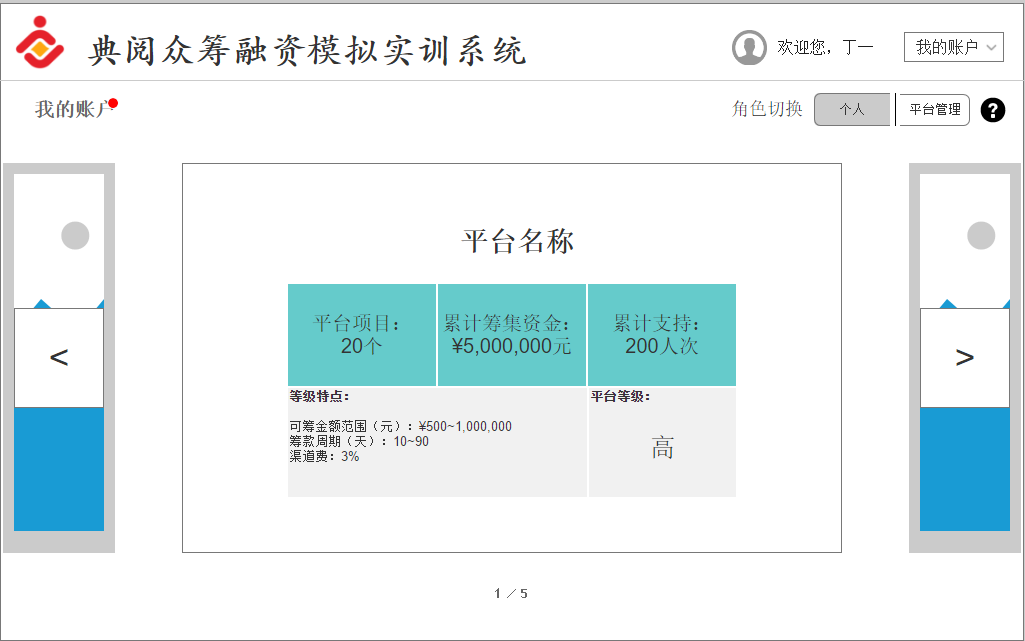 典阅众筹融资模拟实训系统
欢迎您，丁一
我的账户
我的账户
角色切换
个人
平台管理
?
平台名称
平台项目：
20个
累计筹集资金：
¥5,000,000元
累计支持：
200人次
等级特点：
可筹金额范围（元）：¥500~1,000,000
筹款周期（天）：10~90
渠道费：3%
平台等级：
高
<
>
1 ／ 5